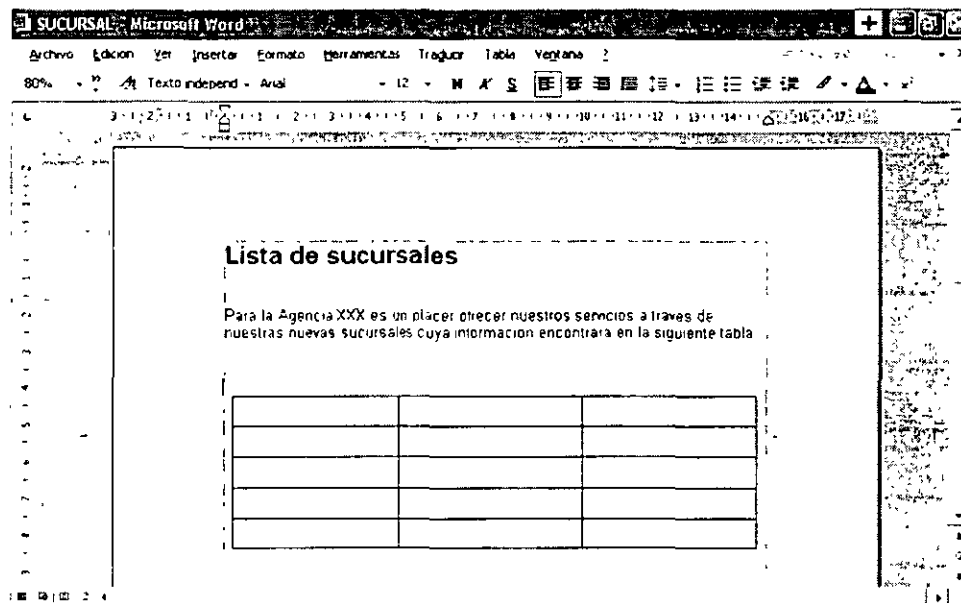 SUCURSAL - Microsoft Word
Archivo Edicion Ver Insertar Formato Herramientas Traducir Tabla Ventana ?
80% Texto independ Arial 12 N K S
Lista de sucursales
Para la Agencia XXX es un placer ofrecer nuestros servicios a traves de
nuestras nuevas sucursales cuya informacion encontrara en la siguiente tabla